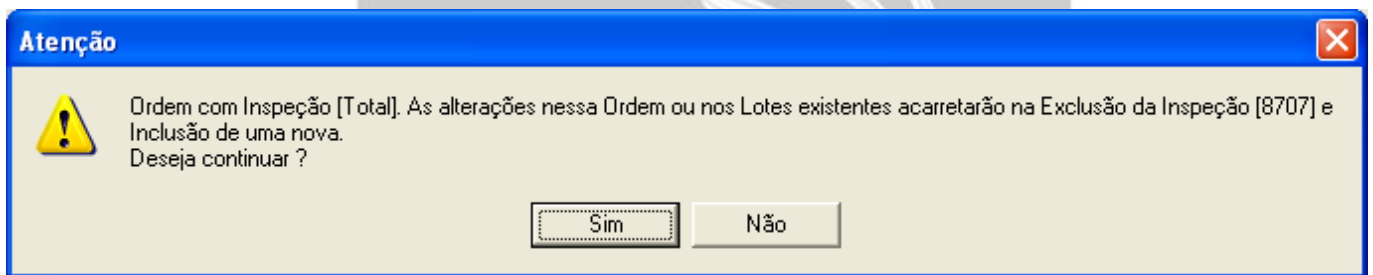 Atenção
Ordem com Inspeção [Total]. As alterações nessa Ordem ou nos Lotes existentes acarretarão na Exclusão da Inspeção [8707] e
Inclusão de uma nova.
Deseja continuar ?
Sim
Não